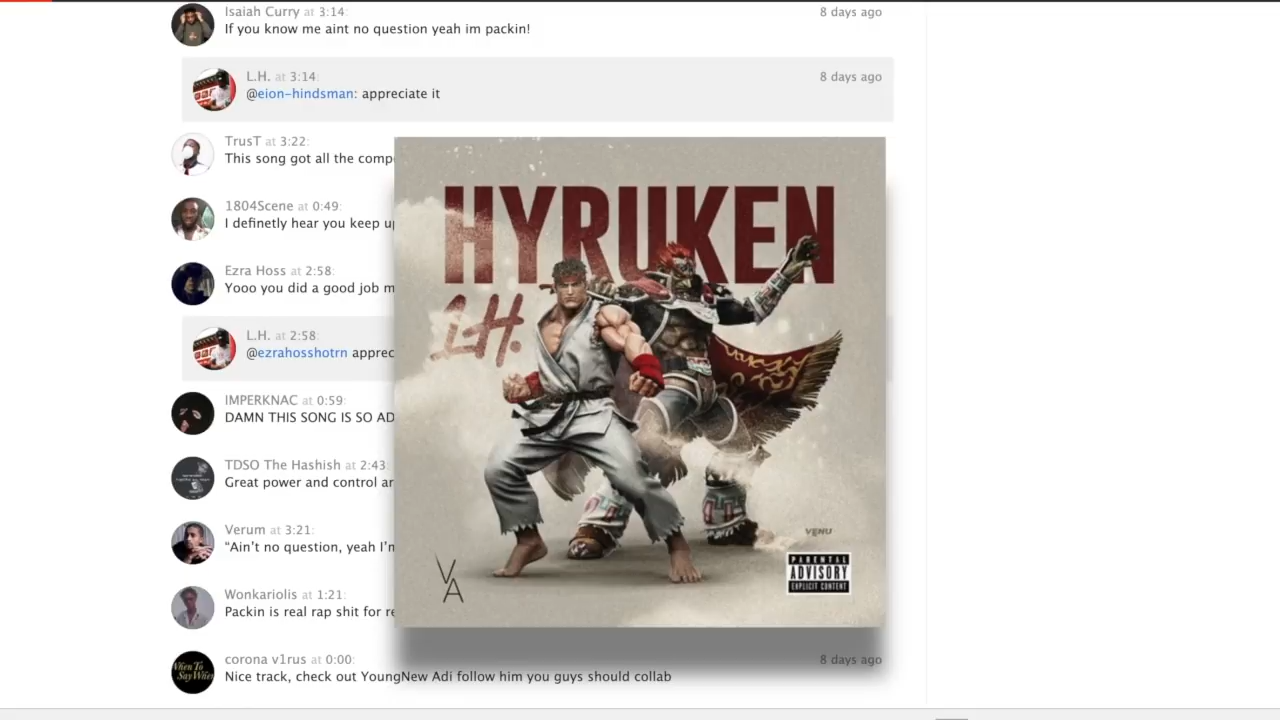 Isaiah Curry at 3:14:
8 days ago
If you know me aint no question yeah im packin!
L.H. at 3:14:
8 days ago
@eion-hindsman: appreciate it
TrusT at 3:22:
This song got all the comp
1804Scene at 0:49:
I definetly hear you keep u
Ezra Hoss at 2:58:
Yooo you did a good job m
L.H. at 2:58:
@ezrahosshotrn apprec
IMPERKNAC at 0:59:
DAMN THIS SONG IS SO AD
TDSO The Hashish at 2:43:
Great power and control ar
Verum at 3:21:
“Ain’t no question, yeah I’m
Wonkariolis at 1:21:
Packin is real rap shit for re
corona v1rus at 0:00:
8 days ago
Nice track, check out YoungNew Adi follow him you guys should collab
HYRUKEN
L.H.
VENU
VA
PARENTAL
ADVISORY
EXPLICIT CONTENT
When To
Say When